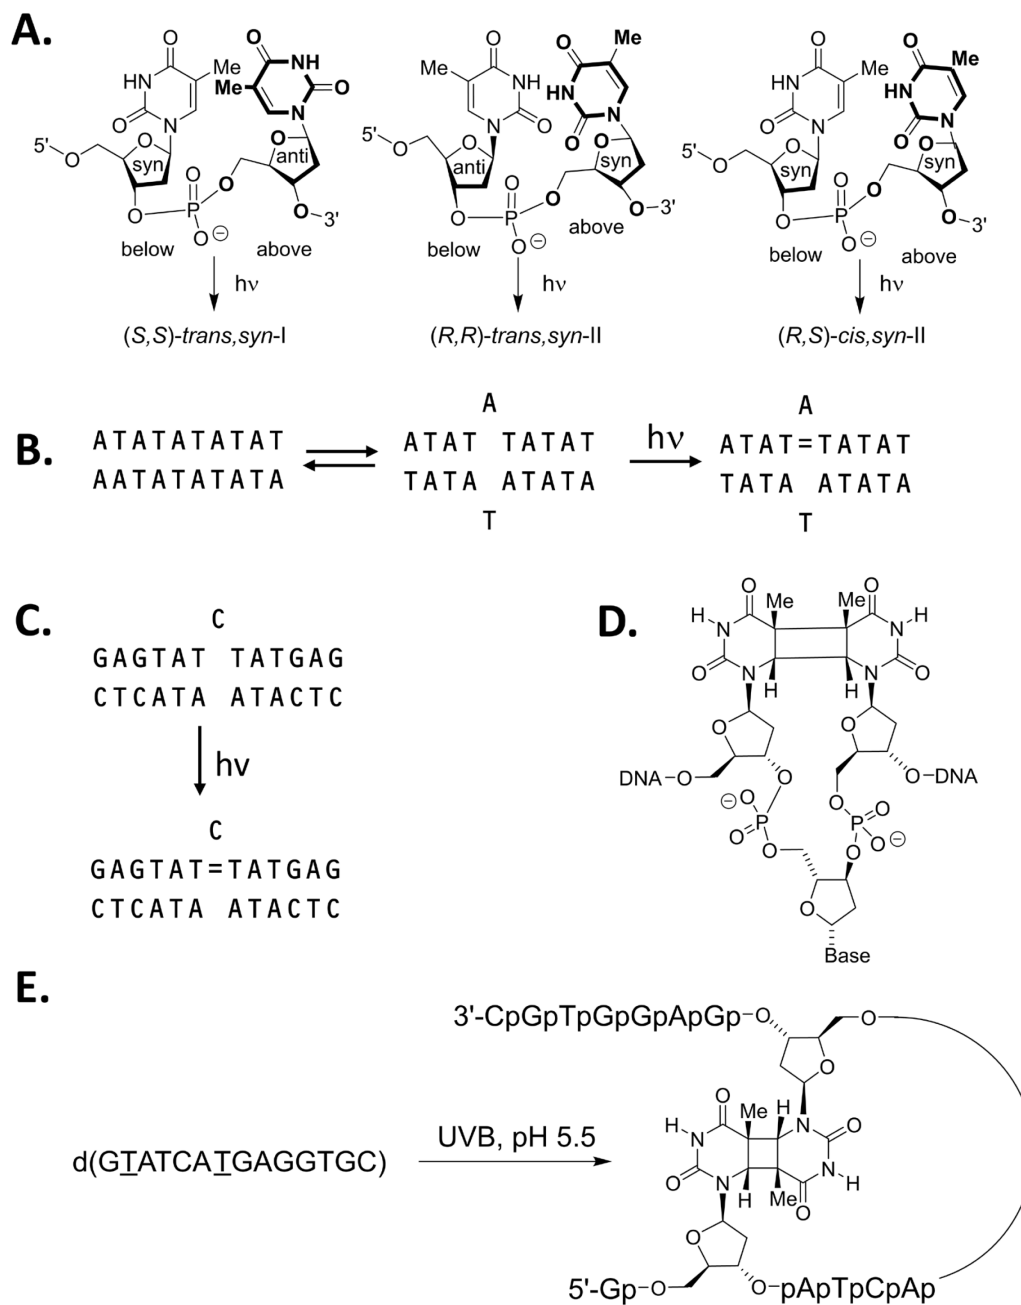 A.
O O NH O O Me Me O
HN Me Me O HN NH O HN Me HN
O N N O N O O N O N O N
5' O O syn O anti 5' O O anti O syn 5' O O syn O syn
O O O O O O O O O
O P O-3' O P O-3' O P O-3'
O⊖ O⊖ O⊖
below above below above below above
hν hν hν
(S,S)-trans,syn-I (R,R)-trans,syn-II (R,S)-cis,syn-II
B.
A A
ATATATATAT ATAT TATAT hν ATAT=TATAT
AATATATATA TATA ATATA TATA ATATA
T T
C.
C
GAGTAT TATGAG
CTCATA ATACTC
hν
C
GAGTAT=TATGAG
CTCATA ATACTC
D.
O Me Me O
H N N H
O N N O
H H
O O
DNA-O O O-DNA
⊖O P O O
O P O⊖
O O
O
Base
E.
3'-CpGpTpGpGpApGp-O O
O
O Me H N O
H N N H
O N Me O
H
O
d(GTATCATGAGGTGC) UVB, pH 5.5
5'-Gp-O O-pApTpCpAp